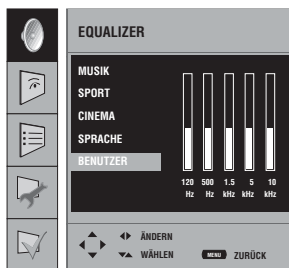 EQUALIZER
MUSIK
SPORT
CINEMA
SPRACHE
BENUTZER
120 500 1.5 5 10
Hz Hz kHz kHz kHz
ÄNDERN
WÄHLEN MENU ZURÜCK